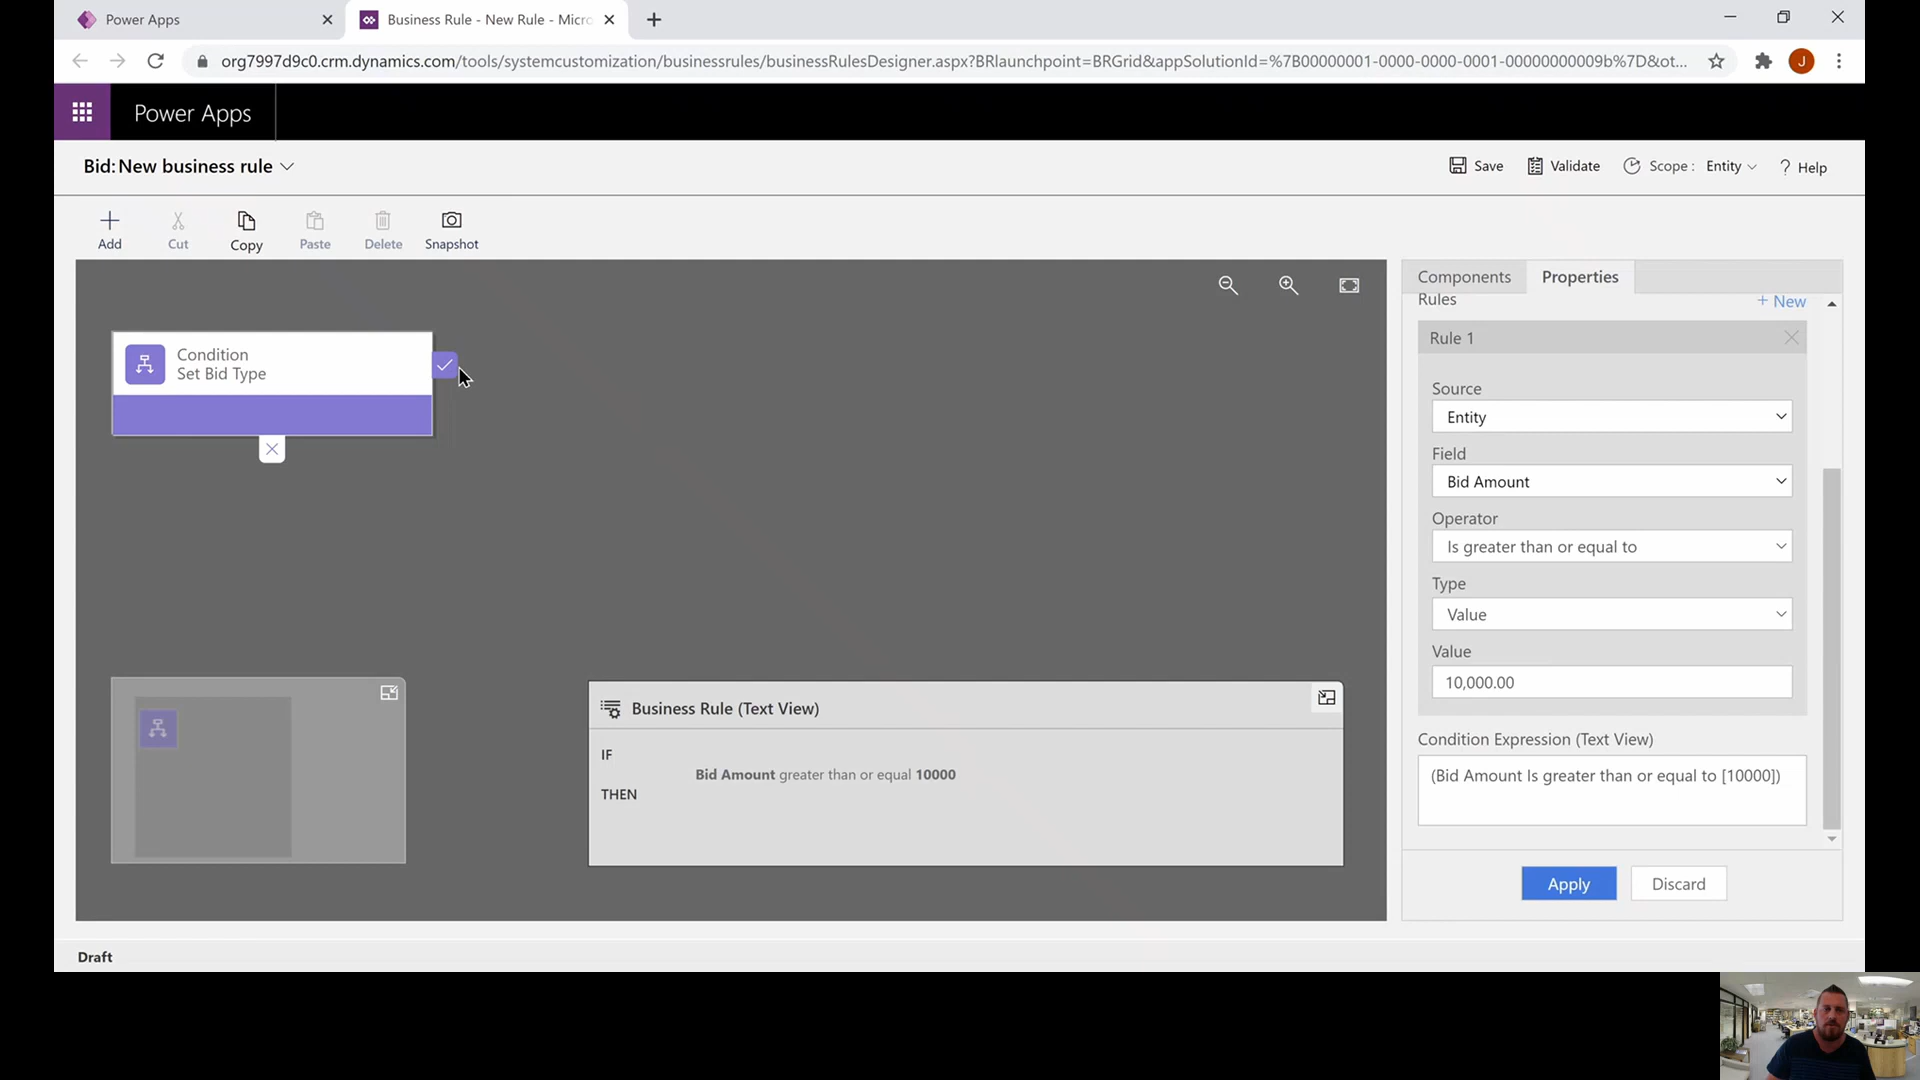 Power Apps
Business Rule - New Rule - Micro
org7997d9c0.crm.dynamics.com/tools/systemcustomization/businessrules/businessRulesDesigner.aspx?BRlaunchpoint=BRGrid&appSolutionId=%7B00000001-0000-0000-0001-00000000009b%7D&ot...
J
Power Apps
Bid: New business rule
Save
Validate
Scope :
Entity
? Help
Add
Cut
Copy
Paste
Delete
Snapshot
Condition
Set Bid Type
Business Rule (Text View)
IF
Bid Amount greater than or equal 10000
THEN
Components
Properties
Rules
+ New
Rule 1
Source
Entity
Field
Bid Amount
Operator
Is greater than or equal to
Type
Value
Value
10,000.00
Condition Expression (Text View)
(Bid Amount Is greater than or equal to [10000])
Apply
Discard
Draft